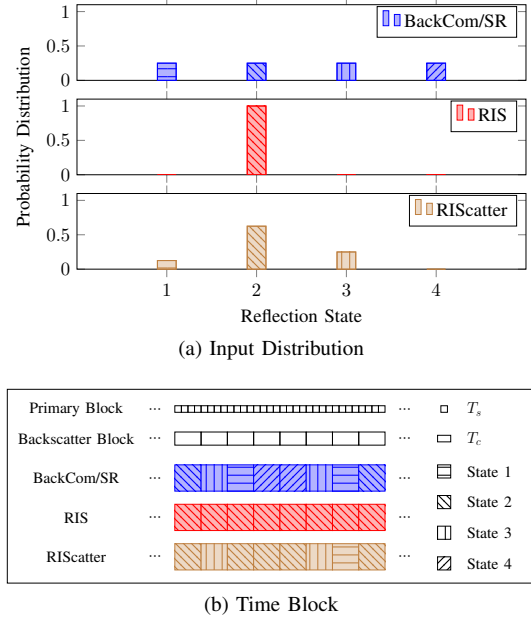 1
BackCom/SR
0.5
0
1
RIS
0.5
0
Probability Distribution
1
RIScatter
0.5
0
1 2 3 4
Reflection State
(a) Input Distribution
Primary Block ... ... T_s
Backscatter Block ... ... T_c
BackCom/SR ... ... State 1
State 2
RIS ... ... State 3
RIScatter ... ... State 4
(b) Time Block